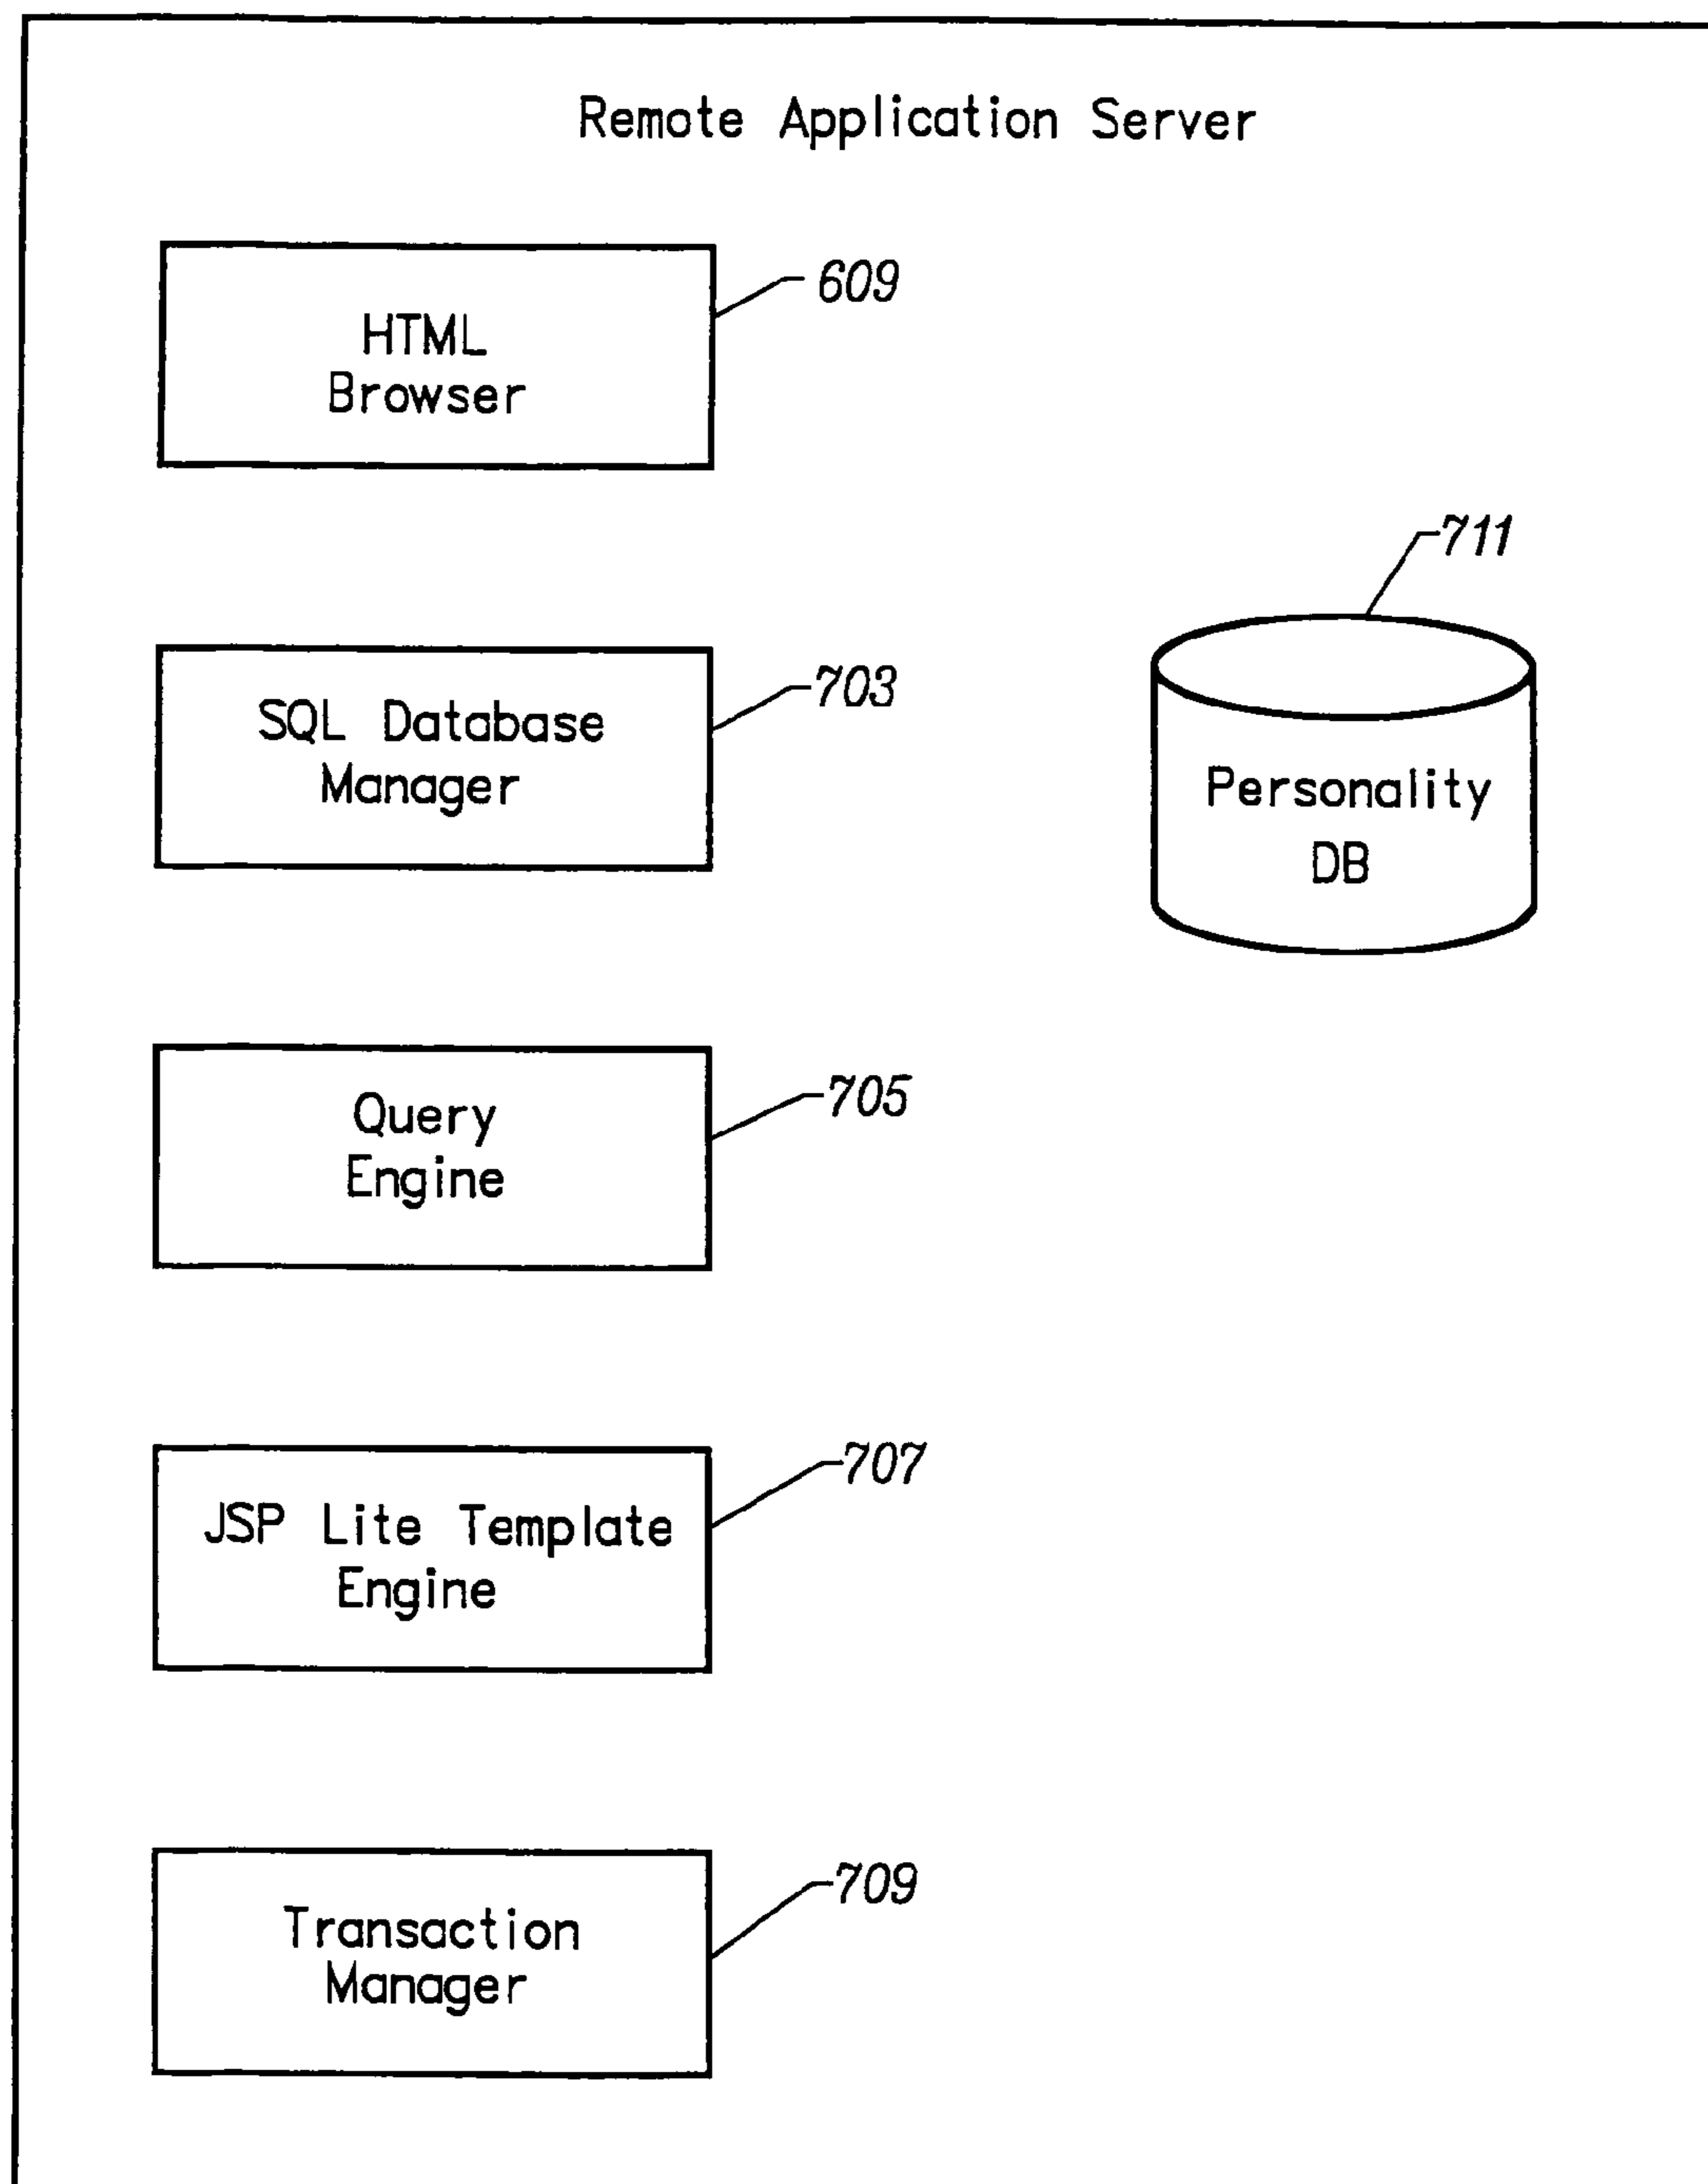 Remote Application Server
609
HTML
Browser
711
703
SQL Database
Manager
Personality
DB
705
Query
Engine
707
JSP Lite Template
Engine
709
Transaction
Manager